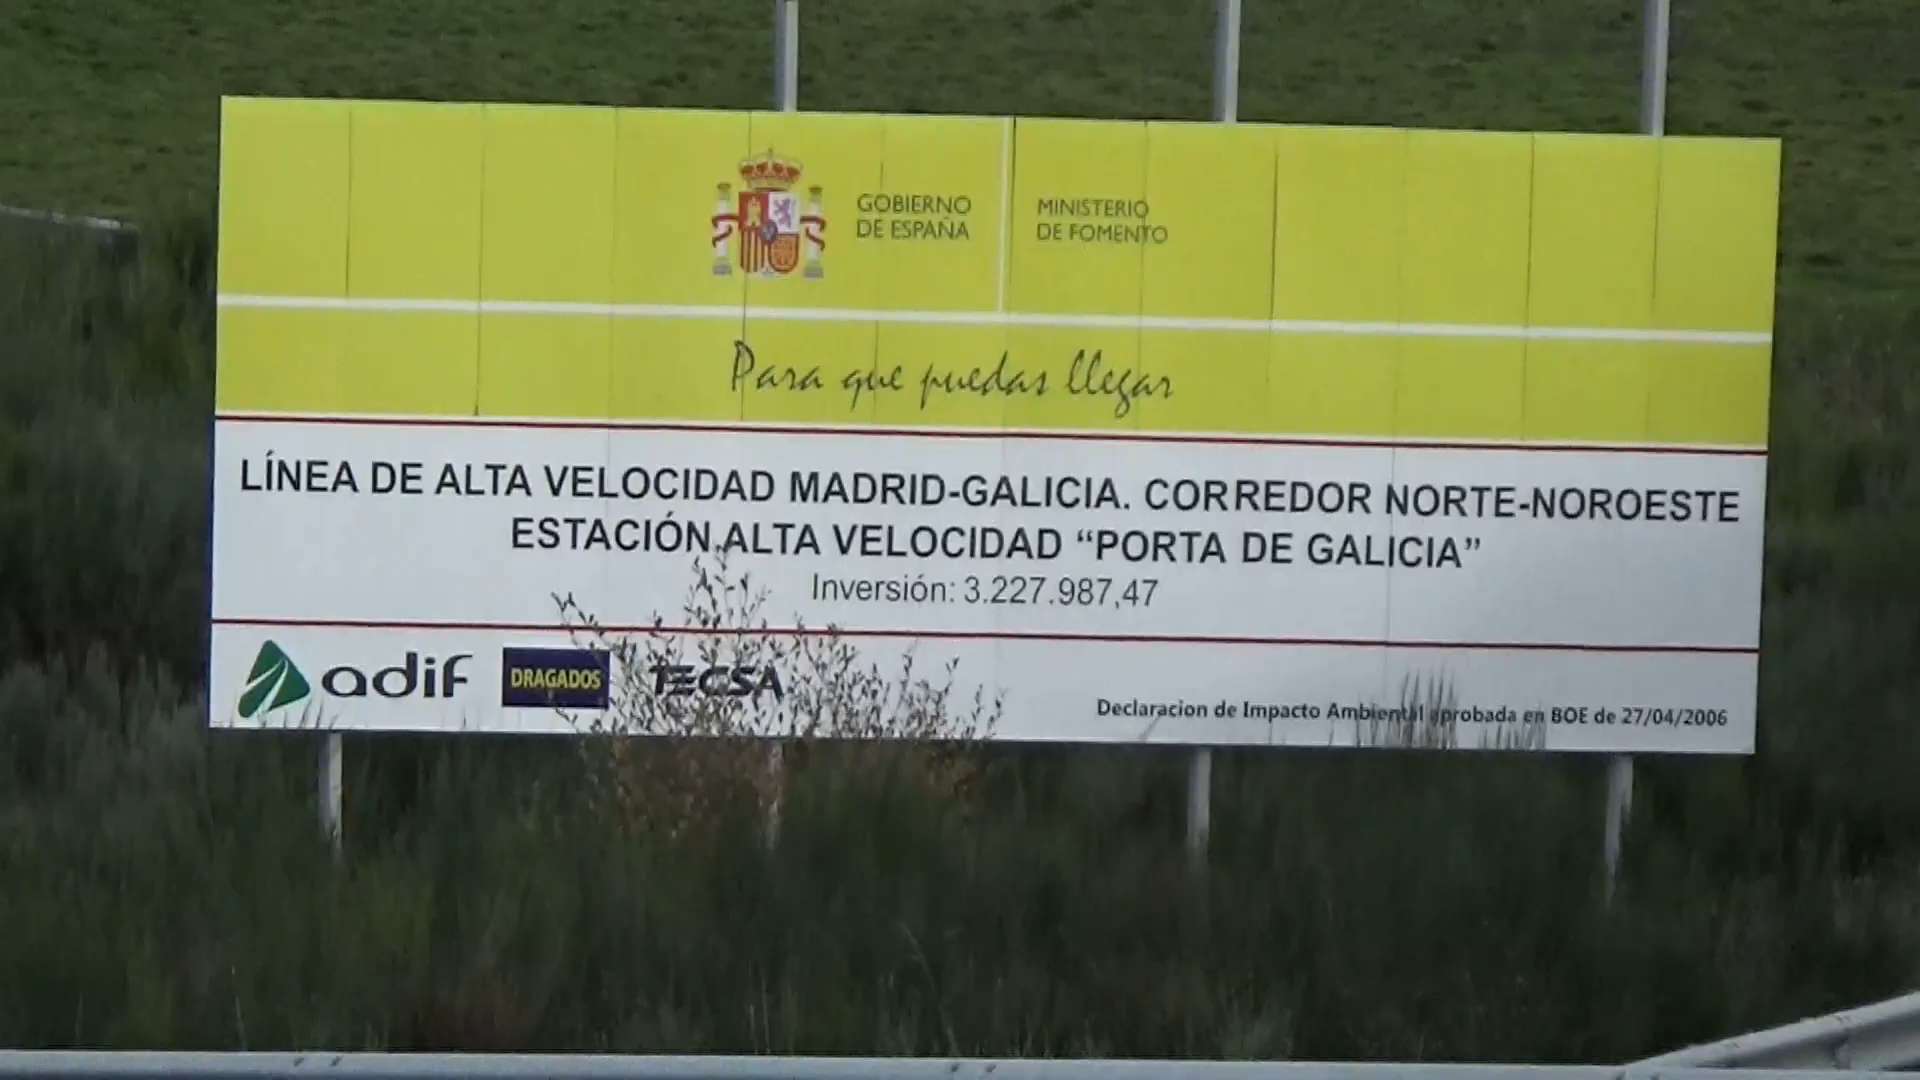 GOBIERNO
DE ESPAÑA
MINISTERIO
DE FOMENTO
Para que puedas llegar
LÍNEA DE ALTA VELOCIDAD MADRID-GALICIA. CORREDOR NORTE-NOROESTE
ESTACIÓN ALTA VELOCIDAD “PORTA DE GALICIA”
Inversión: 3.227.987,47
adif
DRAGADOS
TECSA
Declaracion de Impacto Ambiental aprobada en BOE de 27/04/2006